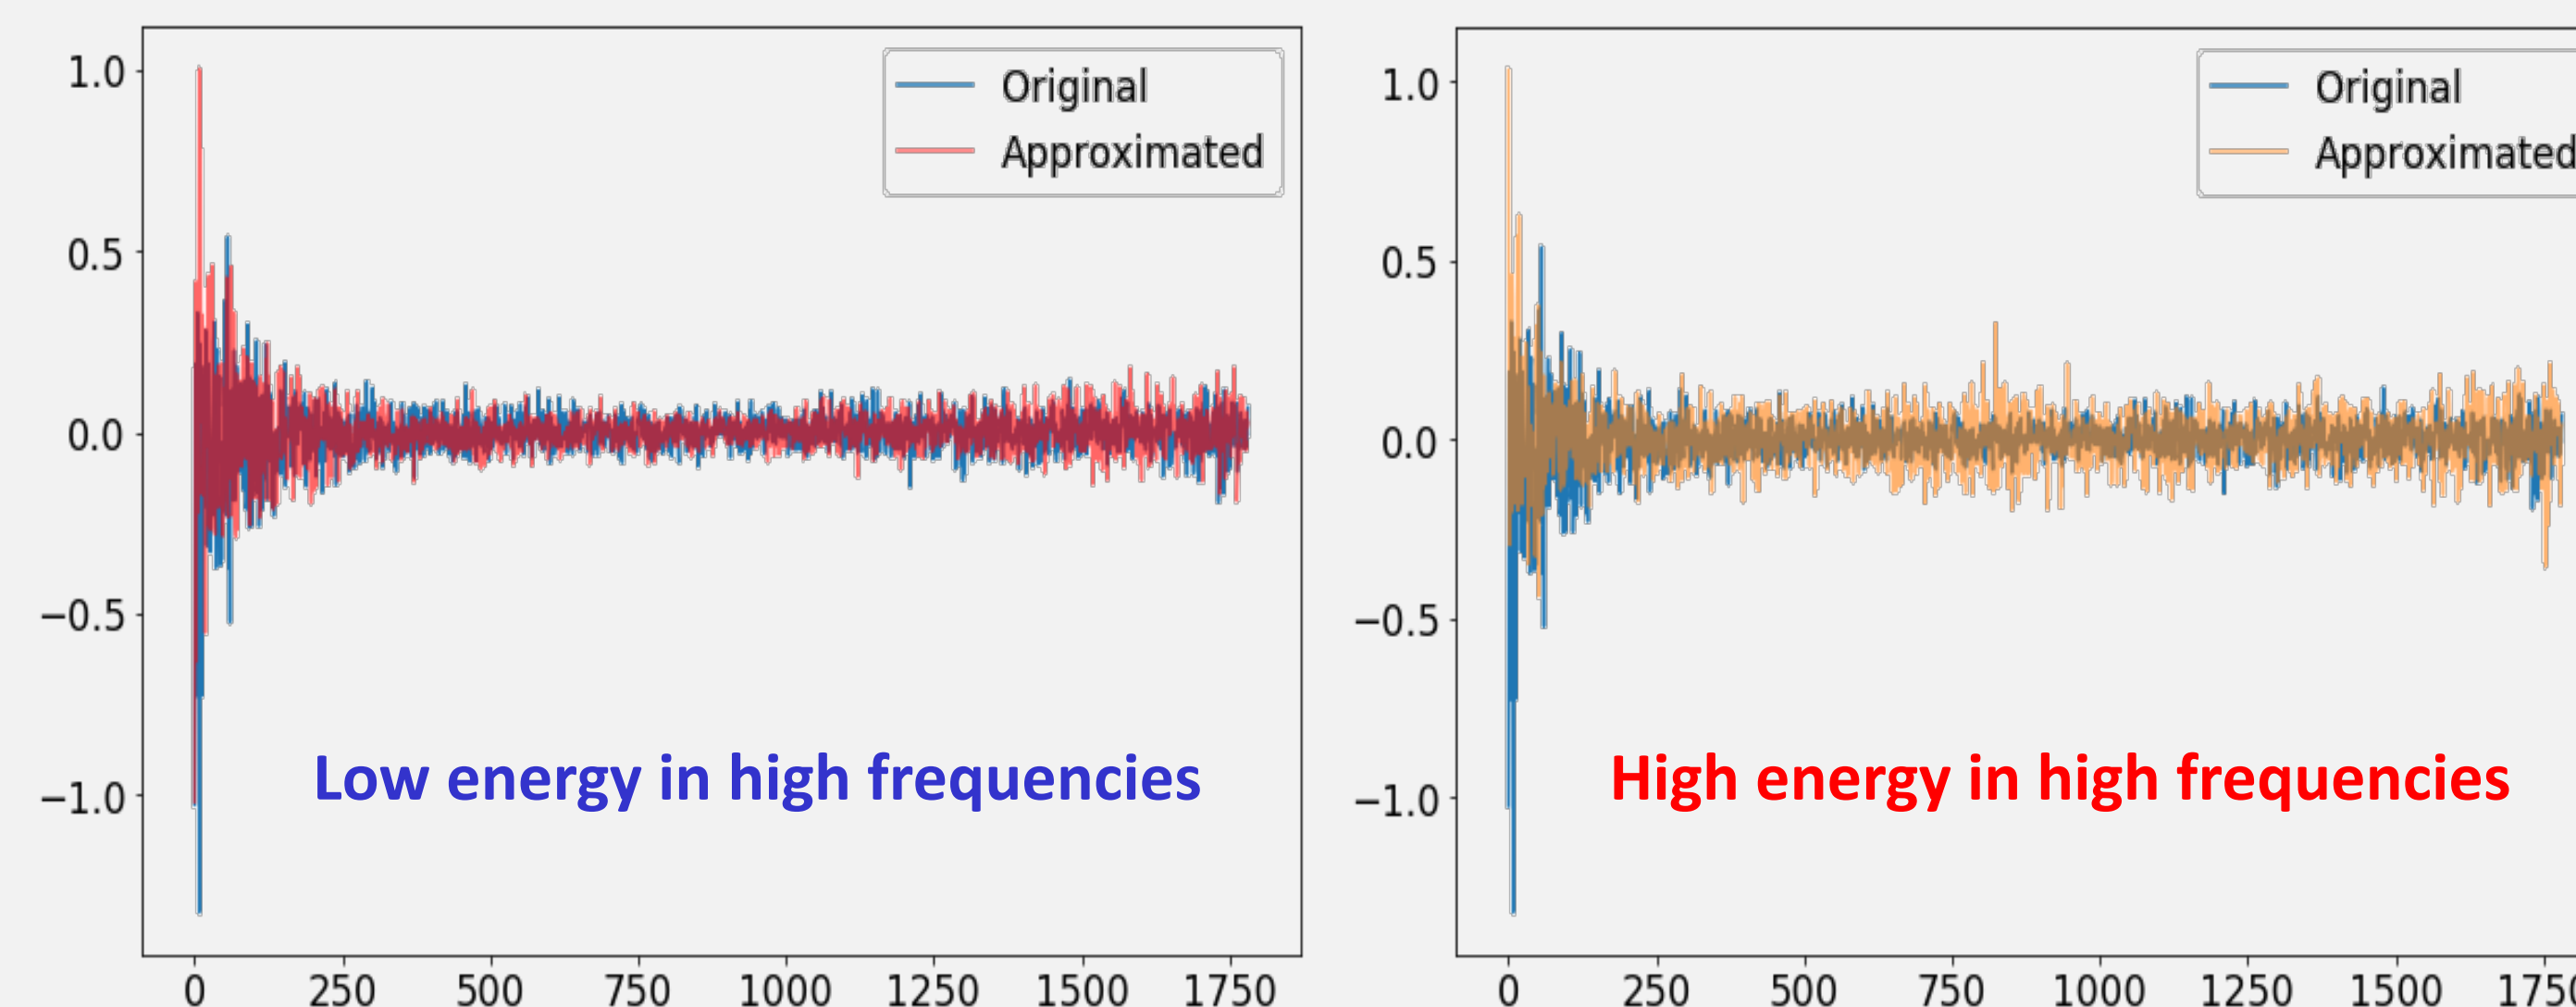 1.0
0.5
0.0
−0.5
−1.0
Original
Approximated
Low energy in high frequencies
0 250 500 750 1000 1250 1500 1750
1.0
0.5
0.0
−0.5
−1.0
Original
Approximated
High energy in high frequencies
0 250 500 750 1000 1250 1500